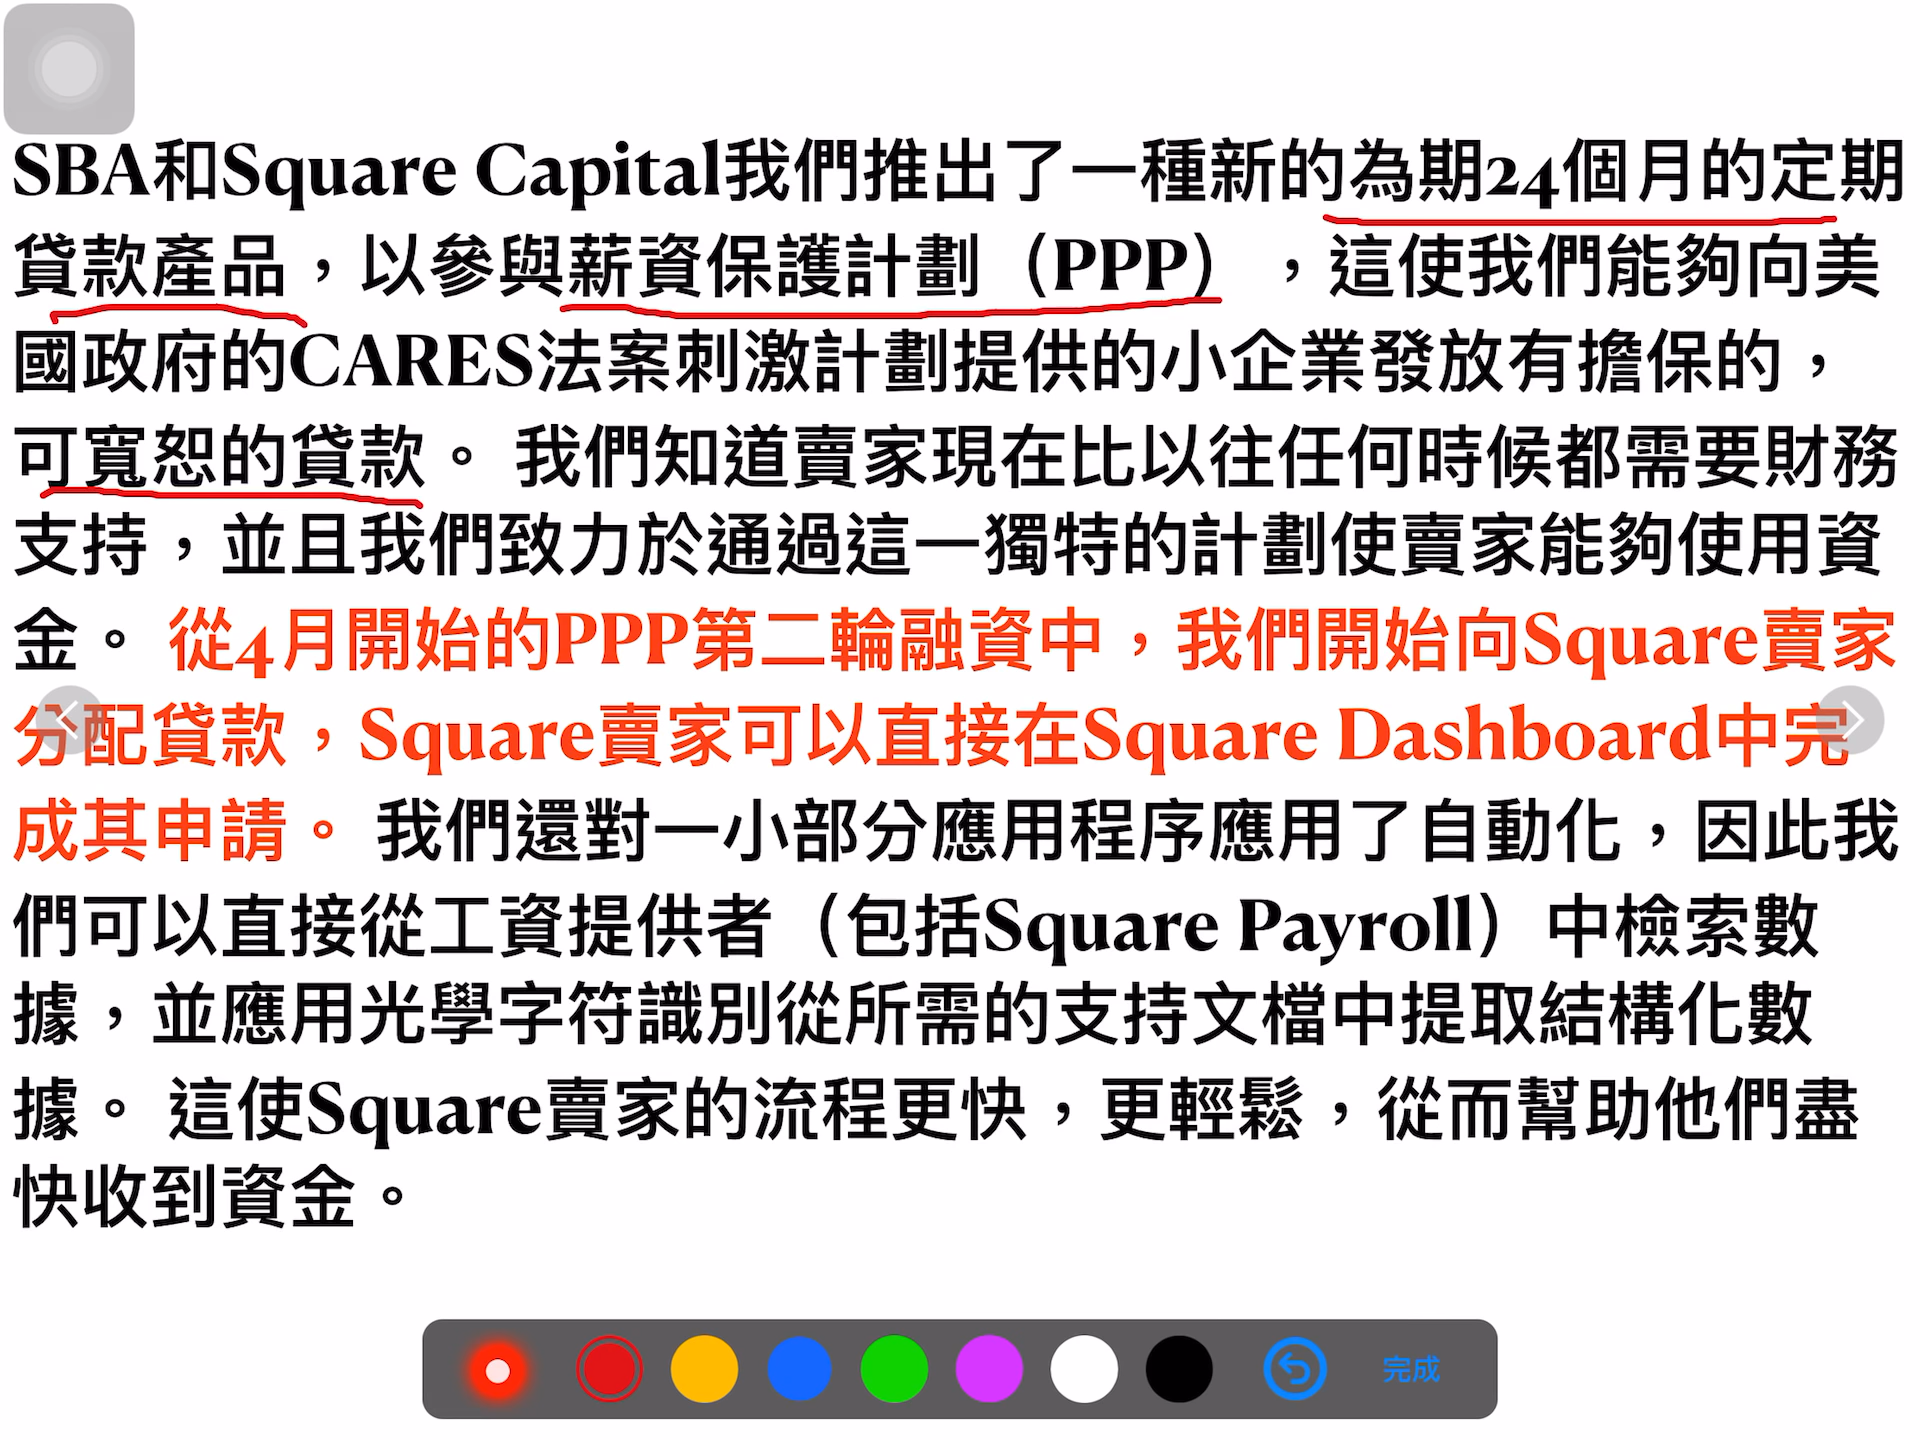 SBA和Square Capital我們推出了一種新的為期24個月的定期
貸款產品，以參與薪資保護計劃（PPP），這使我們能夠向美
國政府的CARES法案刺激計劃提供的小企業發放有擔保的，
可寬恕的貸款。 我們知道賣家現在比以往任何時候都需要財務
支持，並且我們致力於通過這一獨特的計劃使賣家能夠使用資
金。 從4月開始的PPP第二輪融資中，我們開始向Square賣家
分配貸款，Square賣家可以直接在Square Dashboard中完
成其申請。 我們還對一小部分應用程序應用了自動化，因此我
們可以直接從工資提供者（包括Square Payroll）中檢索數
據，並應用光學字符識別從所需的支持文檔中提取結構化數
據。 這使Square賣家的流程更快，更輕鬆，從而幫助他們盡
快收到資金。
完成